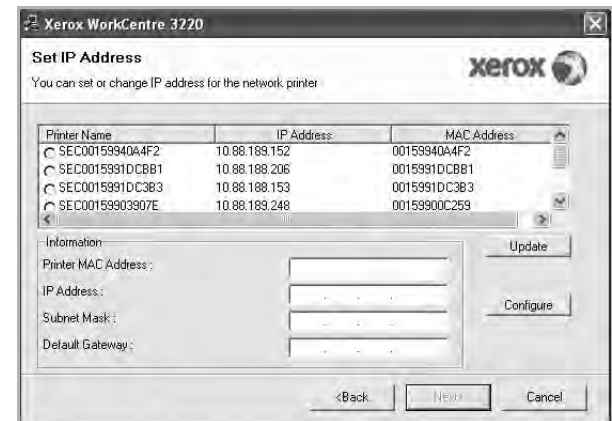 Xerox WorkCentre 3220
Set IP Address
You can set or change IP address for the network printer
xerox
Printer Name IP Address MAC Address
SEC00159940A4F2 10.88.189.152 00159940A4F2
SEC0015991DCBB1 10.88.188.206 0015991DCBB1
SEC0015991DC3B3 10.88.188.153 0015991DC3B3
SEC00159903907E 10.88.189.248 00159900C259
Information
Update
Printer MAC Address :
IP Address :
Configure
Subnet Mask :
Default Gateway :
<Back Next> Cancel